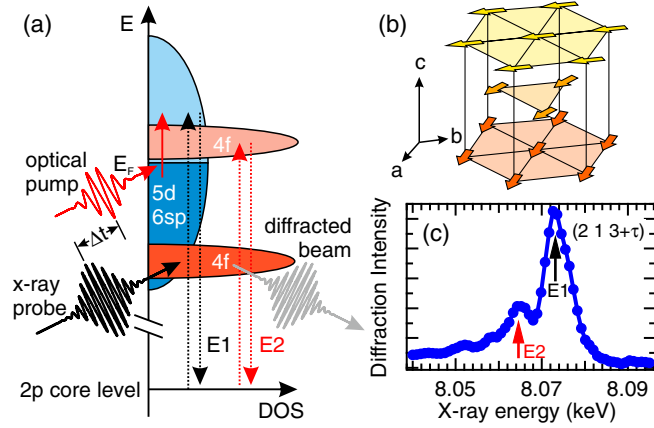 (a)
E
optical
pump
E_F
4f
5d
6sp
Δt
4f
diffracted
beam
x-ray
probe
E1
E2
2p core level
DOS
(b)
c
b
a
(c)
(2 1 3+τ)
E1
E2
Diffraction Intensity
8.05
8.07
8.09
X-ray energy (keV)